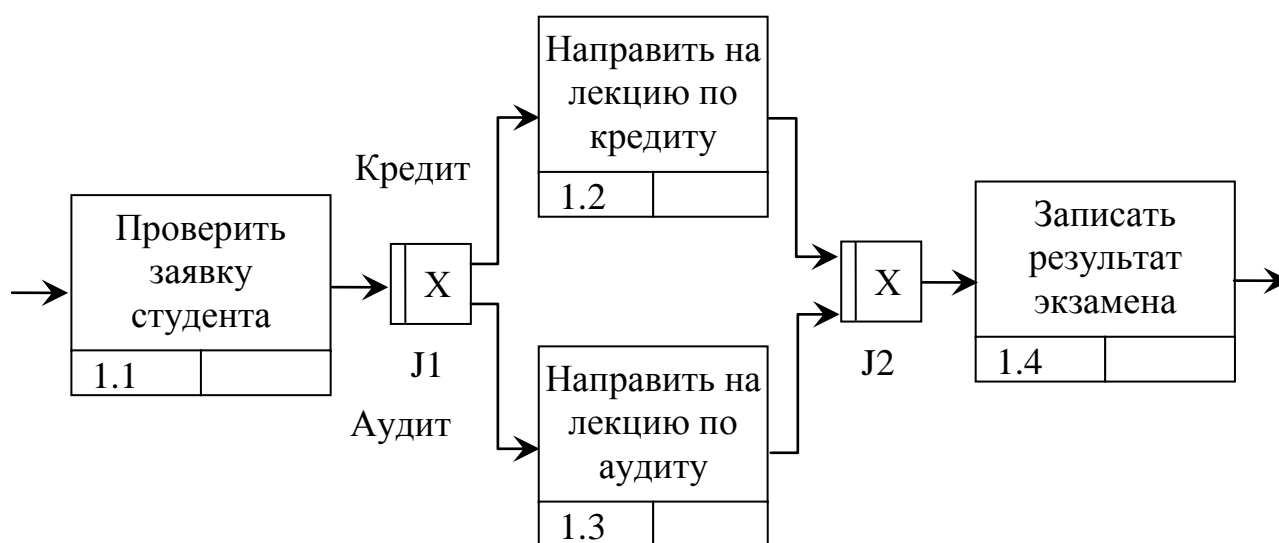 Направить на
лекцию по
кредиту
1.2
Кредит
Проверить
заявку
студента
1.1
X
J1
Аудит
Направить на
лекцию по
аудиту
1.3
X
J2
Записать
результат
экзамена
1.4